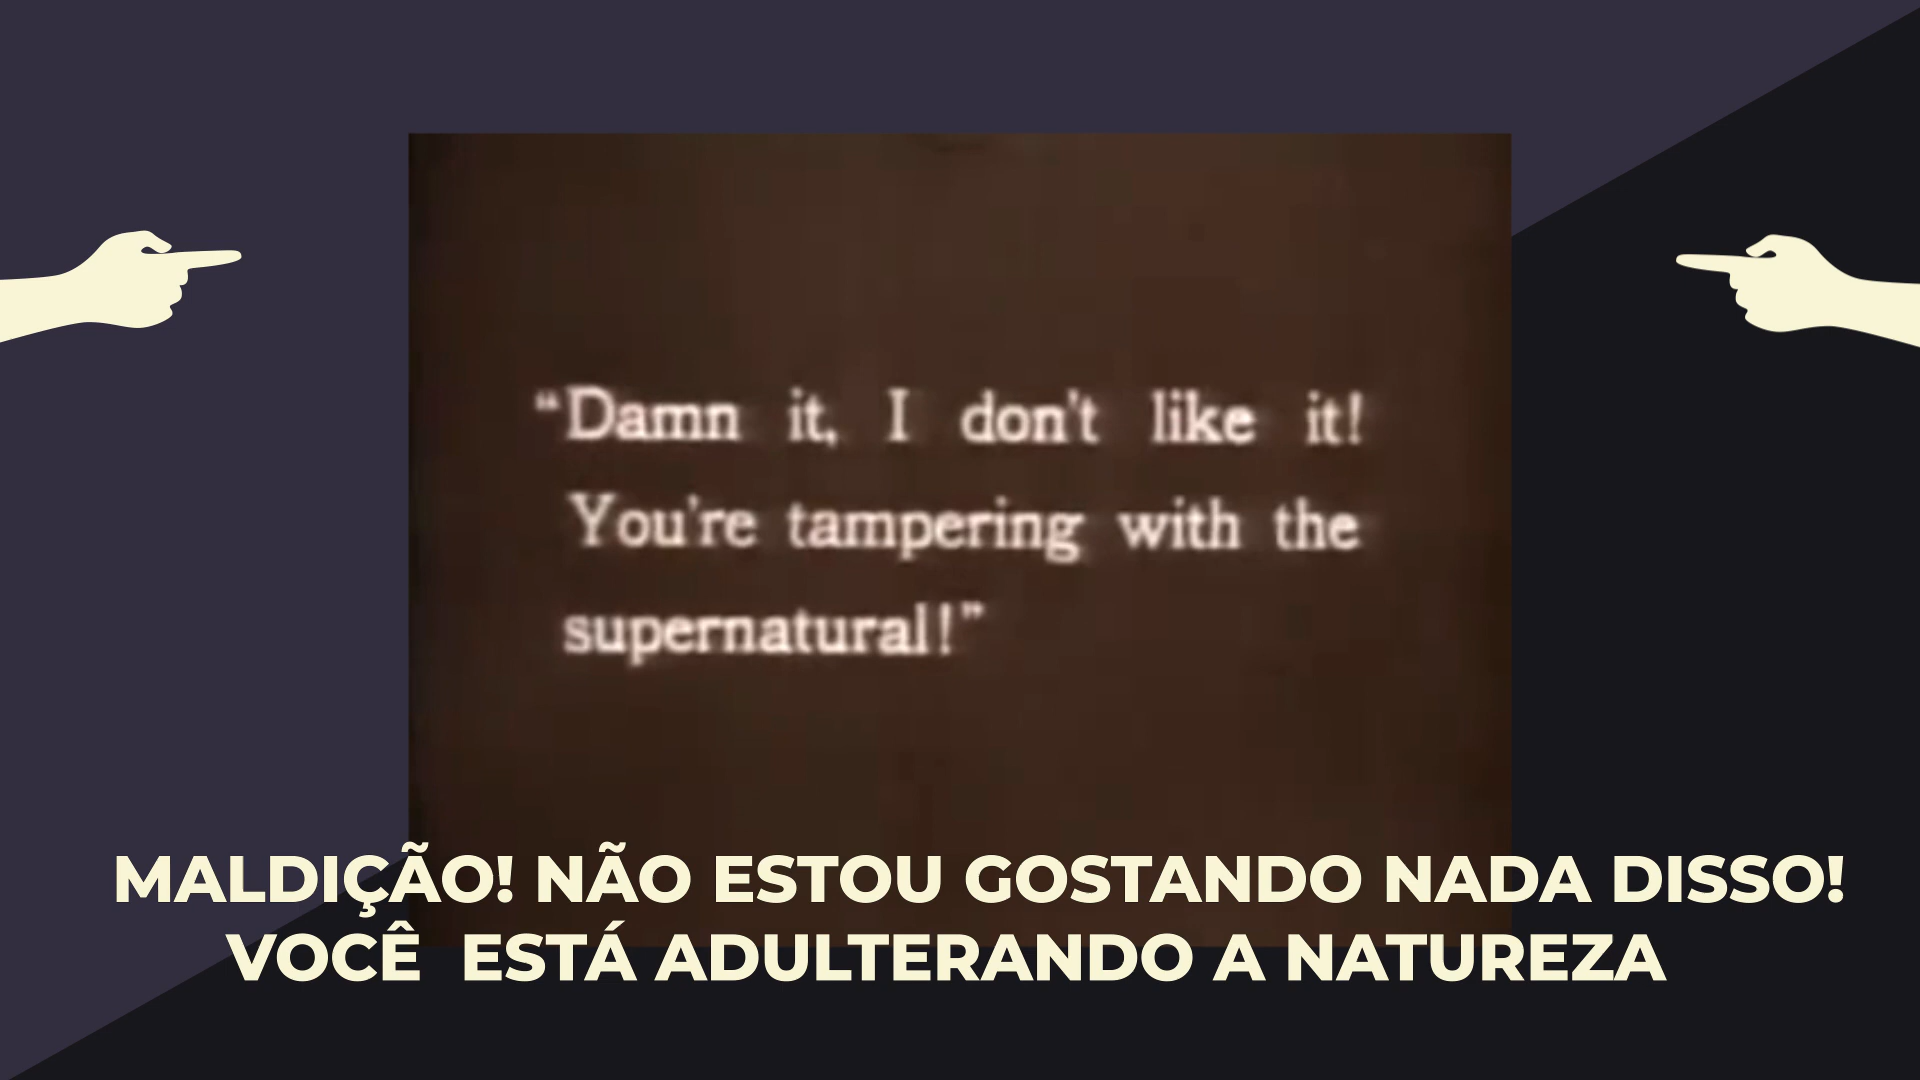 “Damn it, I don't like it!
You're tampering with the
supernatural!”
MALDIÇÃO! NÃO ESTOU GOSTANDO NADA DISSO!
VOCÊ ESTÁ ADULTERANDO A NATUREZA